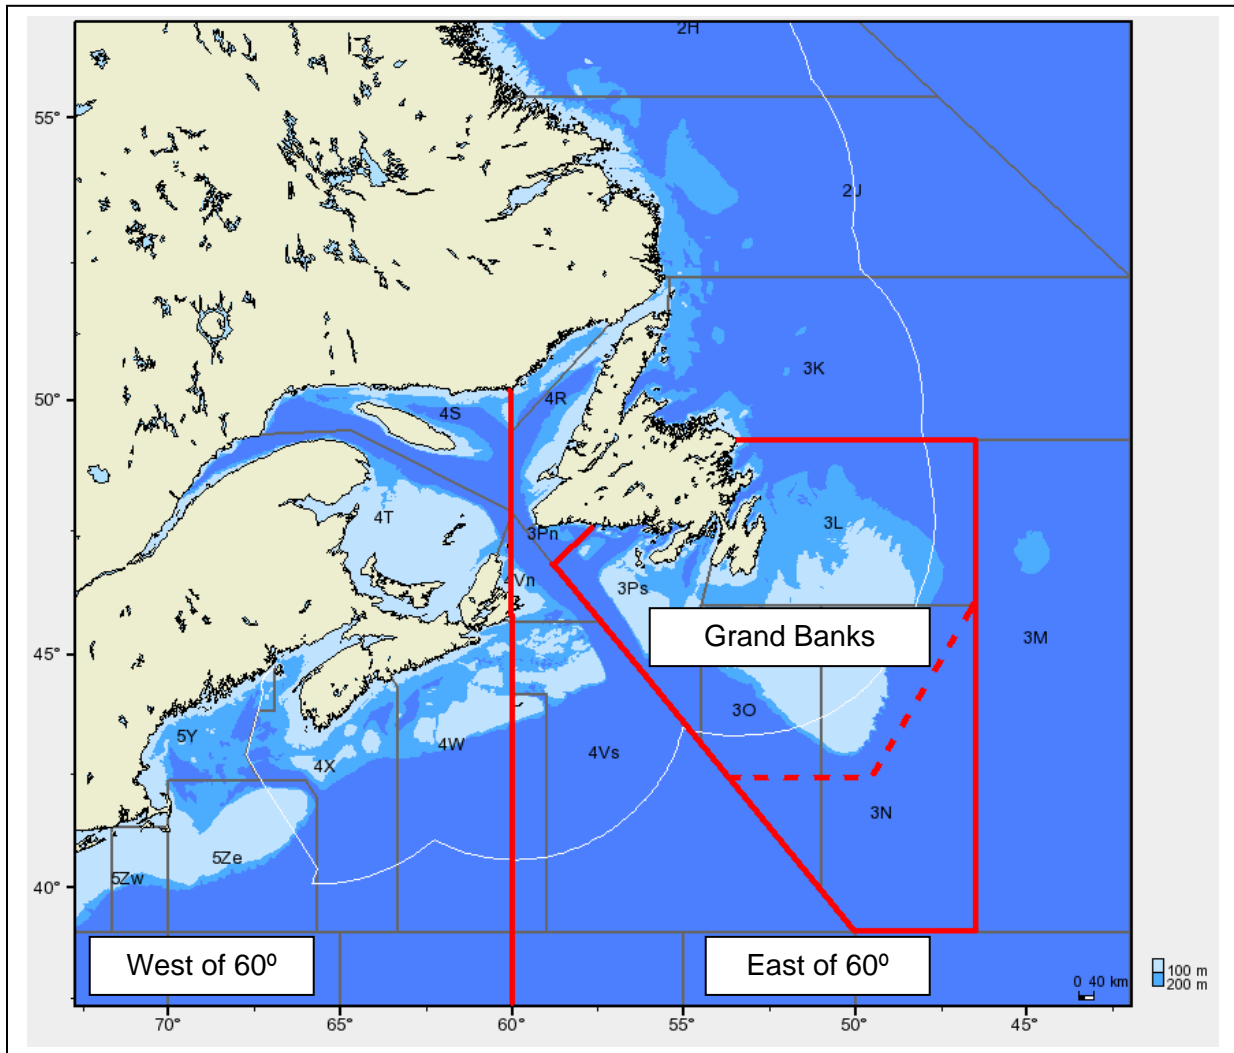 2H
55°
2J
3K
50°
4S
4R
4T
3L
3Pn
4Vn
3Ps
Grand Banks
45°
3M
3O
5Y
4W
4Vs
4X
3N
5Ze
5Zw
40°
West of 60º
East of 60º
0 40 km
100 m
200 m
70°
65°
60°
55°
50°
45°